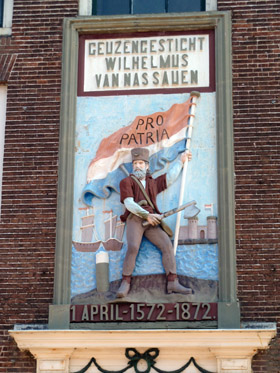 GEUZENGESTICHT
WILHELMUS
VAN NASSAUEN
PRO
PATRIA
1 APRIL-1572-1872.